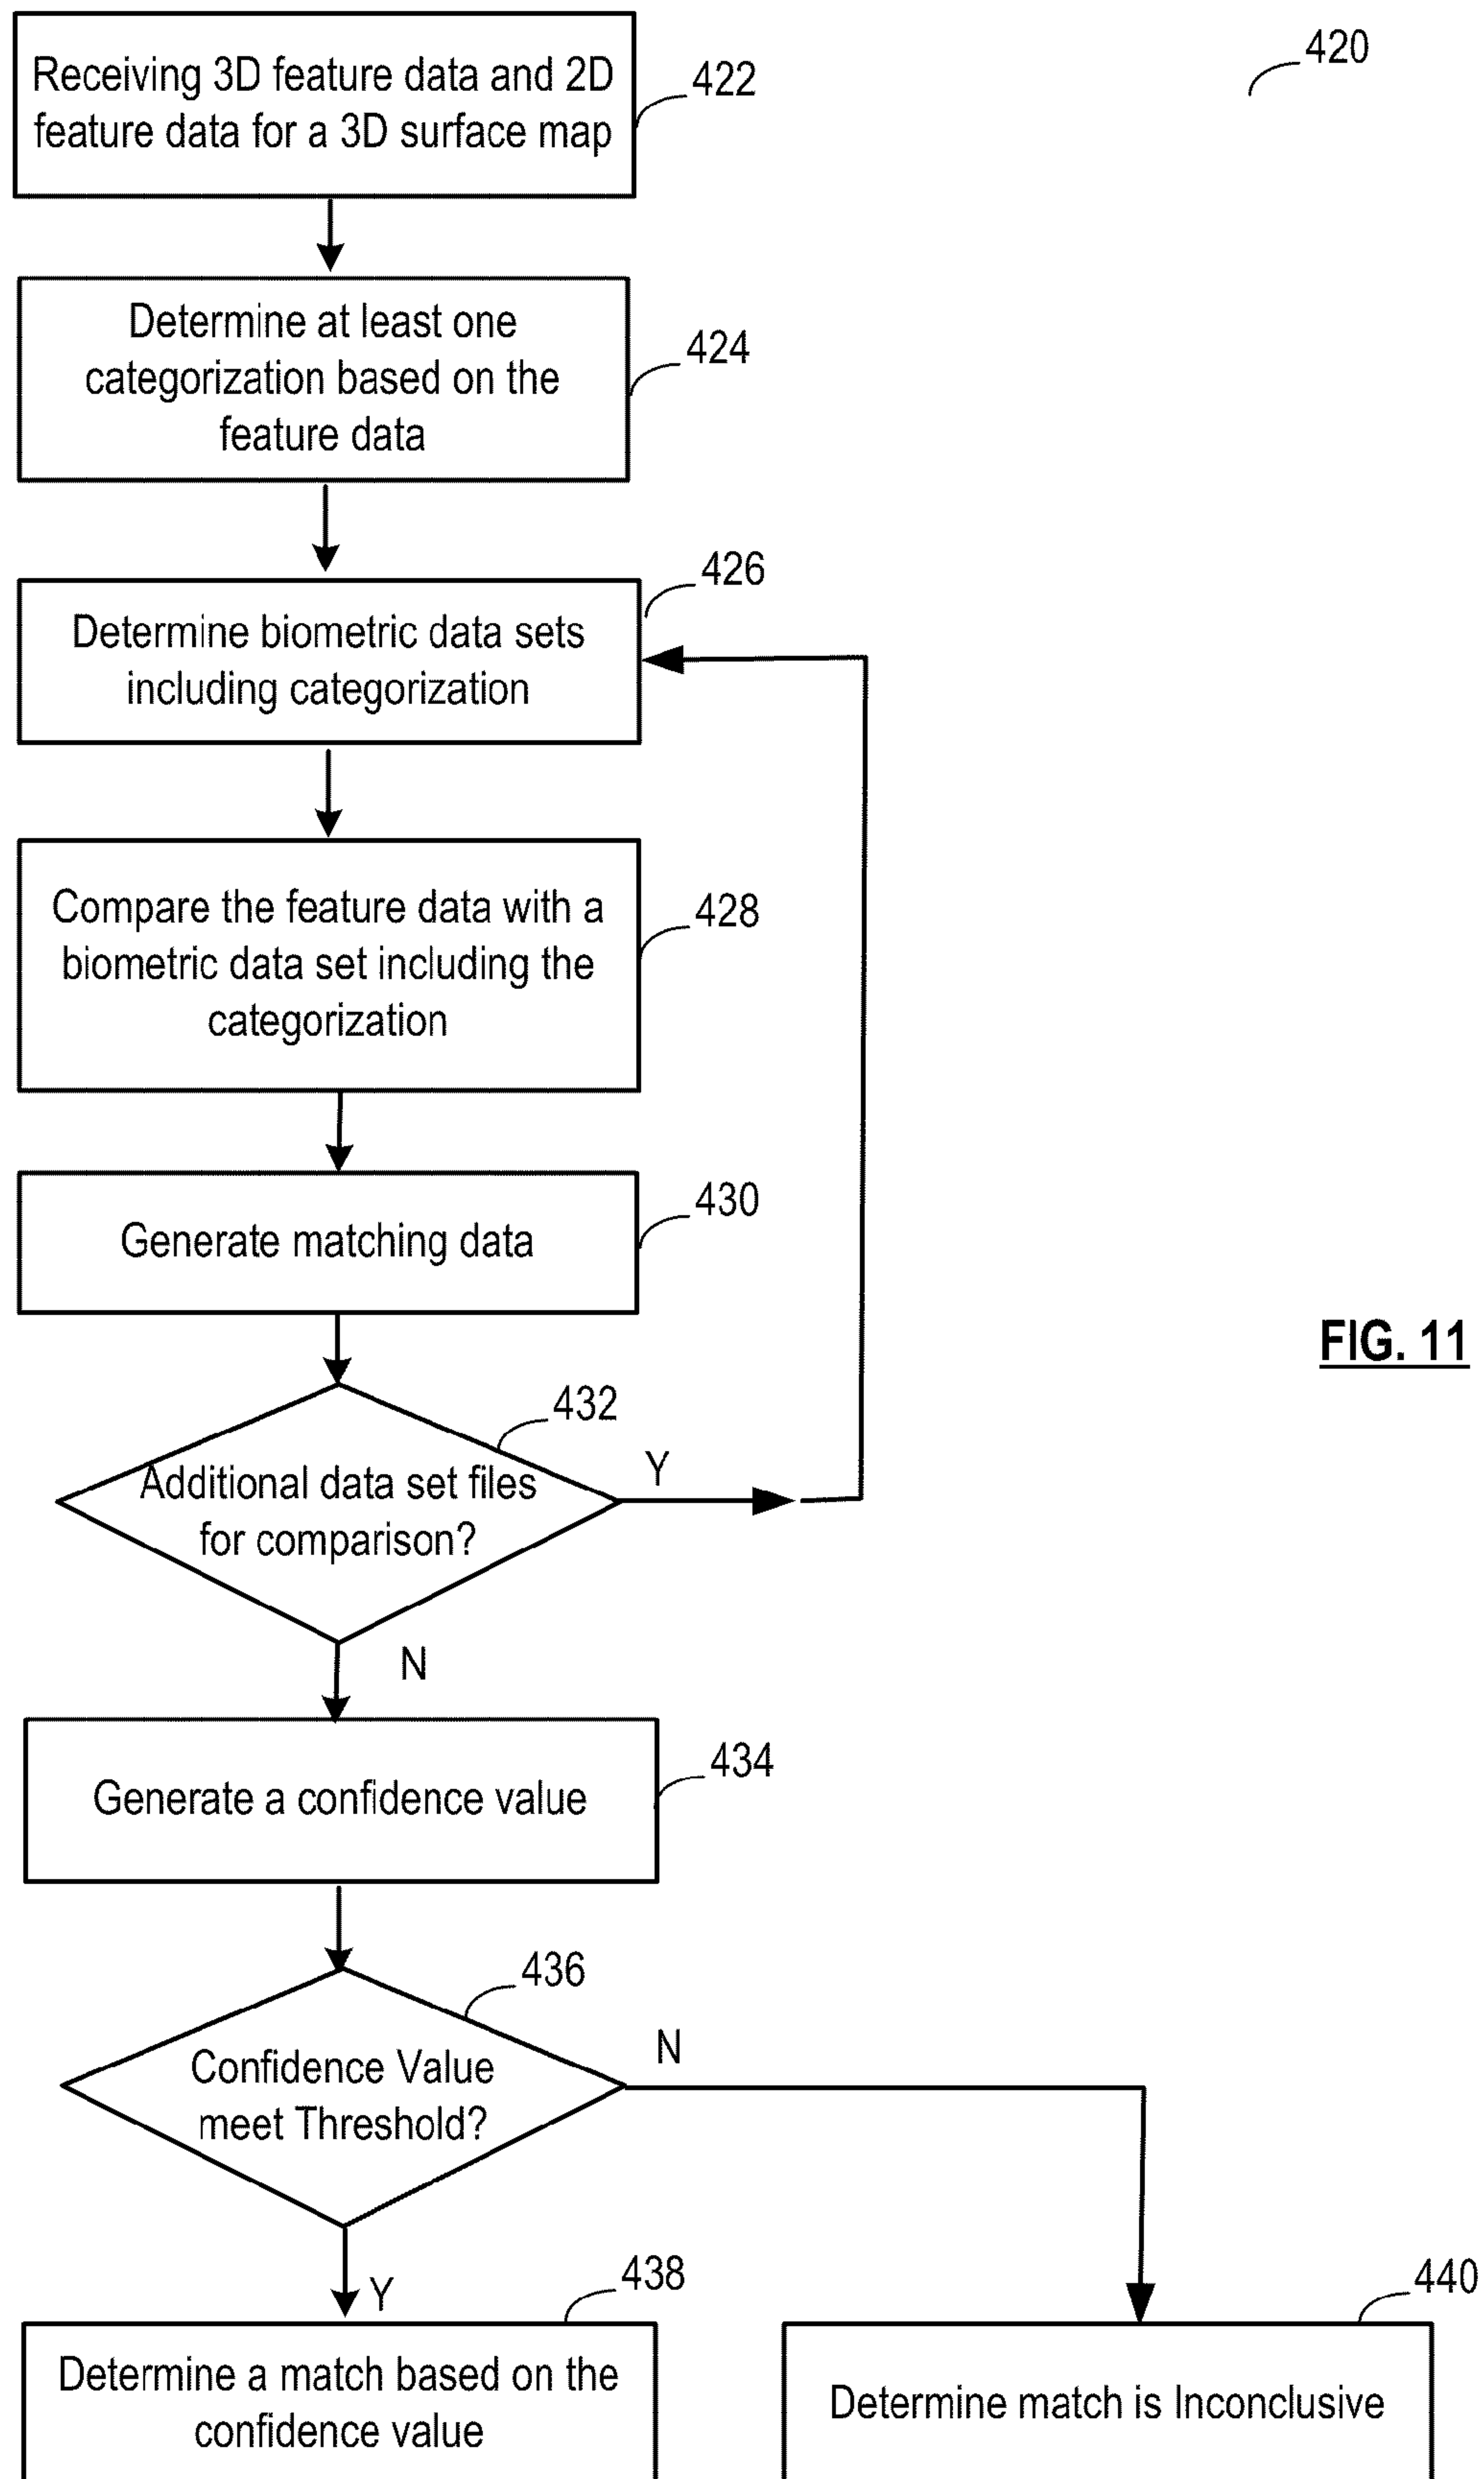 420
Receiving 3D feature data and 2D
feature data for a 3D surface map
422
Determine at least one
categorization based on the
feature data
424
426
Determine biometric data sets
including categorization
Compare the feature data with a
biometric data set including the
categorization
428
Generate matching data
430
FIG. 11
432
Additional data set files
for comparison?
Y
N
Generate a confidence value
434
436
Confidence Value
meet Threshold?
N
Y
438
Determine a match based on the
confidence value
440
Determine match is Inconclusive